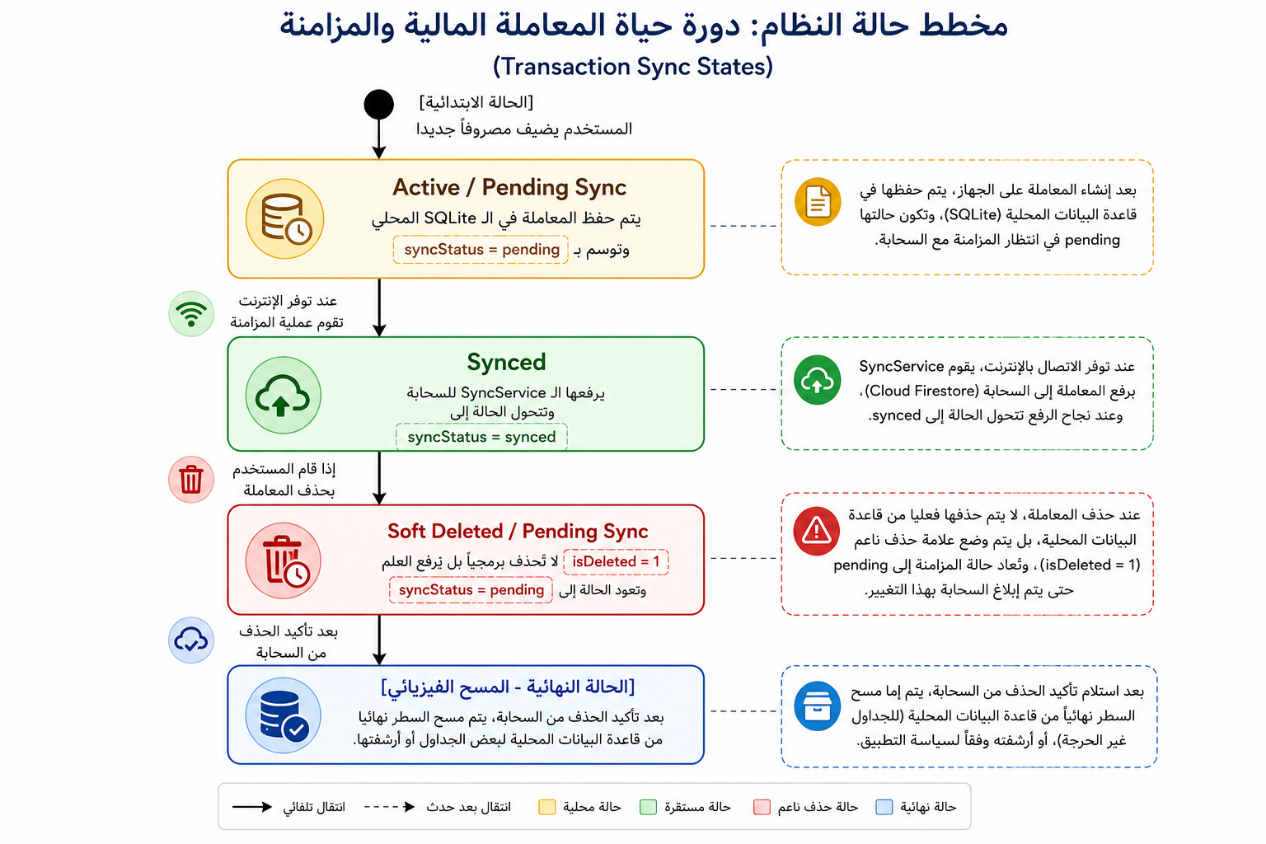 مخطط حالة النظام: دورة حياة المعاملة المالية والمزامنة
(Transaction Sync States)
[الحالة الابتدائية]
المستخدم يضيف مصروفاً جديدا
Active / Pending Sync
يتم حفظ المعاملة في الـ SQLite المحلي
وتوسم بـ syncStatus = pending
بعد إنشاء المعاملة على الجهاز، يتم حفظها في
قاعدة البيانات المحلية (SQLite)، وتكون حالتها
pending في انتظار المزامنة مع السحابة.
عند توفر الإنترنت
تقوم عملية المزامنة
Synced
يرفعها الـ SyncService للسحابة
وتتحول الحالة إلى
syncStatus = synced
عند توفر الاتصال بالإنترنت، يقوم SyncService
برفع المعاملة إلى السحابة (Cloud Firestore)،
وعند نجاح الرفع تتحول الحالة إلى synced.
إذا قام المستخدم
بحذف المعاملة
Soft Deleted / Pending Sync
لا تُحذف برمجياً بل يُرفع العلم isDeleted = 1
وتعود الحالة إلى syncStatus = pending
عند حذف المعاملة، لا يتم حذفها فعليا من قاعدة
البيانات المحلية، بل يتم وضع علامة حذف ناعم
(isDeleted = 1)، وتُعاد حالة المزامنة إلى pending
حتى يتم إبلاغ السحابة بهذا التغيير.
بعد تأكيد الحذف
من السحابة
[الحالة النهائية - المسح الفيزيائي]
بعد تأكيد الحذف من السحابة، يتم مسح السطر نهائيا
من قاعدة البيانات المحلية لبعض الجداول أو أرشفتها.
بعد استلام تأكيد الحذف من السحابة، يتم إما مسح
السطر نهائياً من قاعدة البيانات المحلية (للجداول
غير الحرجة)، أو أرشفته وفقاً لسياسة التطبيق.
انتقال تلقائي
انتقال بعد حدث
حالة محلية
حالة مستقرة
حالة حذف ناعم
حالة نهائية